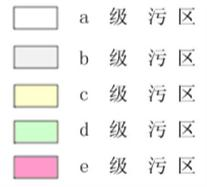 a 级 污 区
b 级 污 区
c 级 污 区
d 级 污 区
e 级 污 区